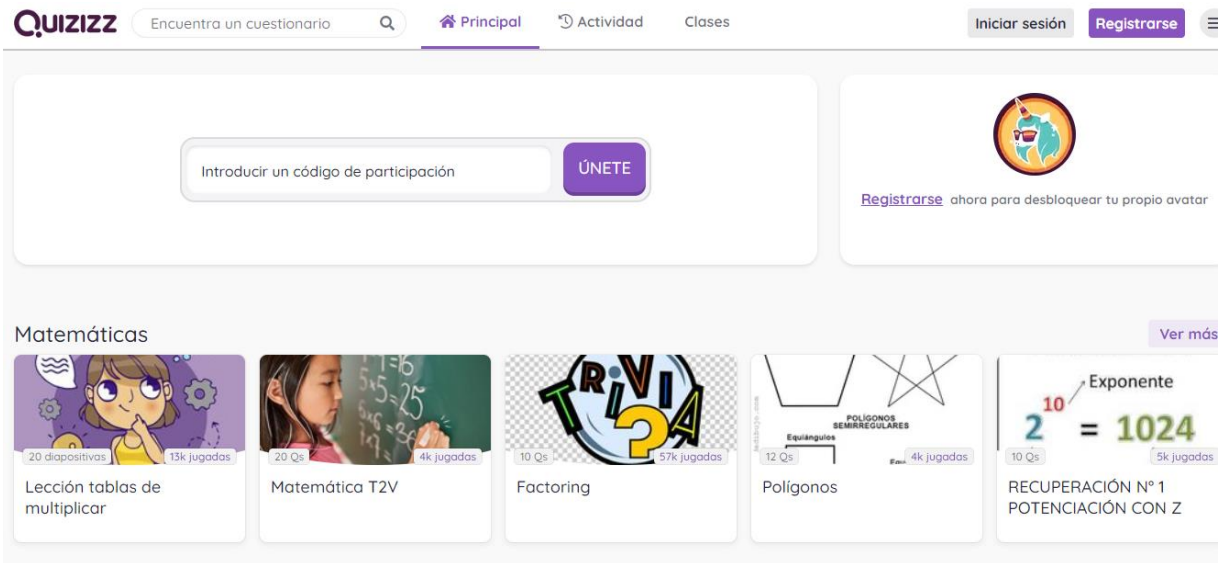 QUIZIZZ
Encuentra un cuestionario
Principal
Actividad
Clases
Iniciar sesión
Registrarse
Introducir un código de participación
ÚNETE
Registrarse ahora para desbloquear tu propio avatar
Matemáticas
Ver más
20 diapositivas
13k jugadas
Lección tablas de
multiplicar
5x5=25
20 Qs
4k jugadas
Matemática T2V
TRIVIA
?
10 Qs
57k jugadas
Factoring
POLÍGONOS
SEMIRREGULARES
Equiángulos
12 Qs
4k jugadas
Polígonos
Exponente
2 10 = 1024
10 Qs
5k jugadas
RECUPERACIÓN Nº 1
POTENCIACIÓN CON Z